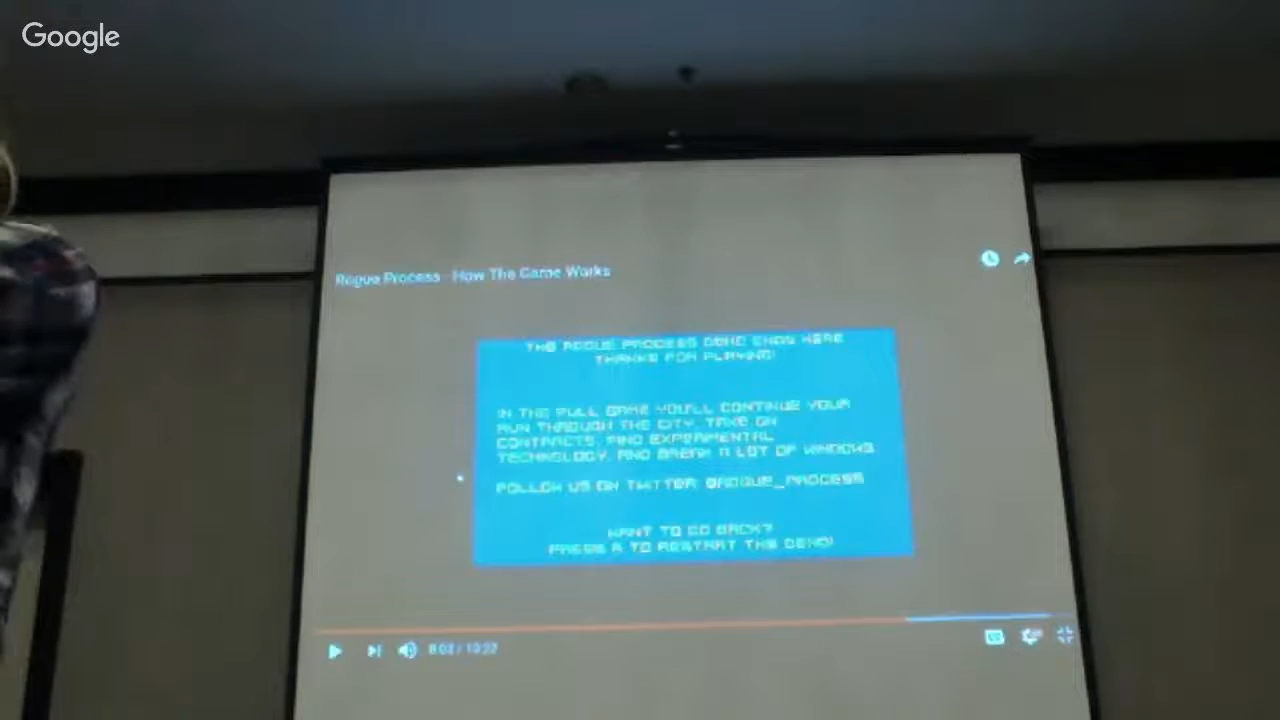 Google
Rogue Process - How The Game Works
THE ROGUE PROCESS DEMO ENDS HERE
THANKS FOR PLAYING!
IN THE FULL GAME YOU'LL CONTINUE YOUR
RUN THROUGH THE CITY, TAKE ON
CONTRACTS, FIND EXPERIMENTAL
TECHNOLOGY, AND BREAK A LOT OF WINDOWS
FOLLOW US ON TWITTER @ROGUE_PROCESS
WANT TO GO BACK?
PRESS R TO RESTART THE DEMO!